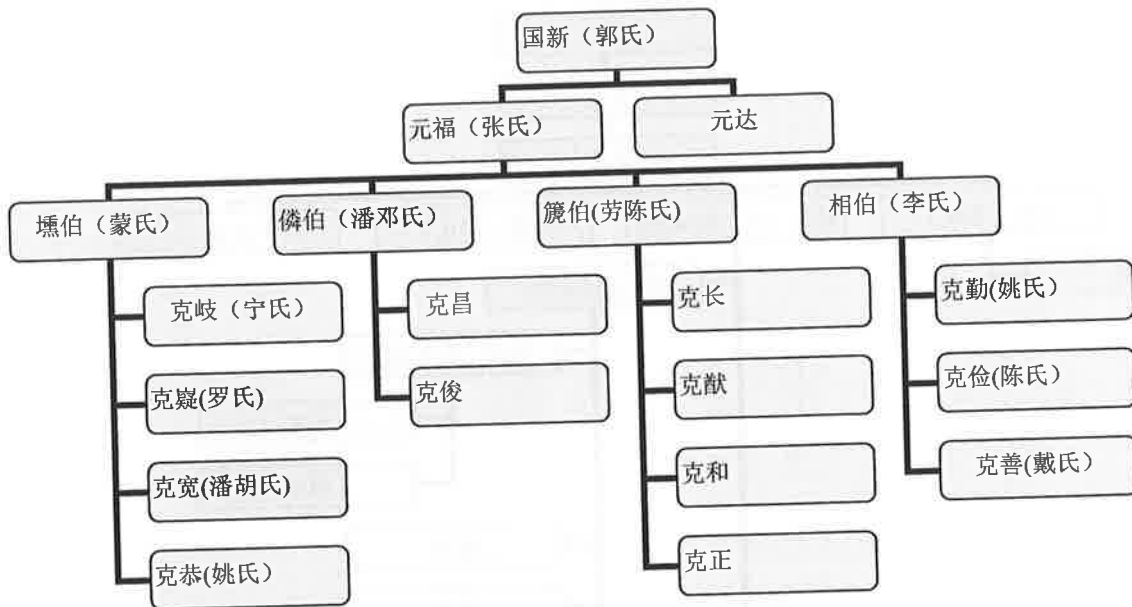 国新（郭氏）
元福（张氏）
元达
壎伯（蒙氏）
僯伯（潘邓氏）
篪伯(劳陈氏)
相伯（李氏）
克岐（宁氏）
克昌
克长
克勤(姚氏）
克嶷(罗氏)
克俊
克猷
克俭(陈氏）
克宽(潘胡氏)
克和
克善(戴氏）
克恭(姚氏）
克正